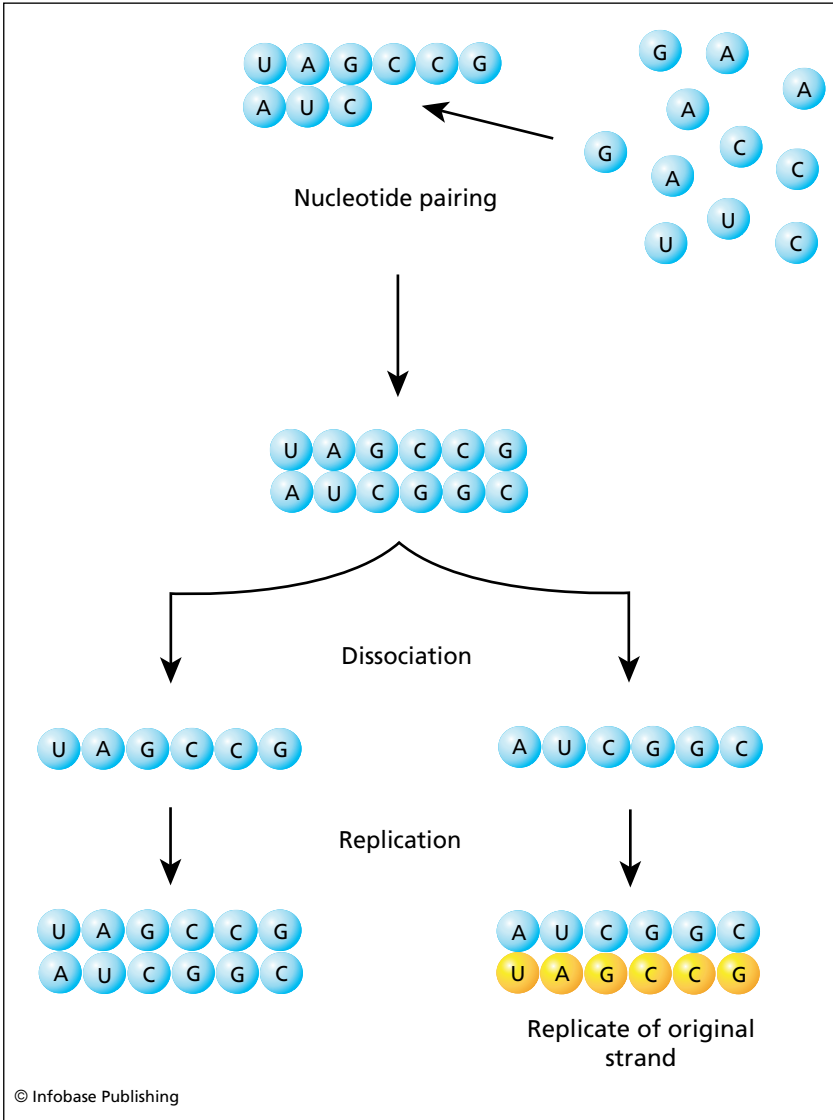 U A G C C G
A U C
G A
A
A
G
C
C
A
U
U
C
Nucleotide pairing
U A G C C G
A U C G G C
Dissociation
U A G C C G
A U C G G C
Replication
U A G C C G
A U C G G C
A U C G G C
U A G C C G
Replicate of original
strand
© Infobase Publishing